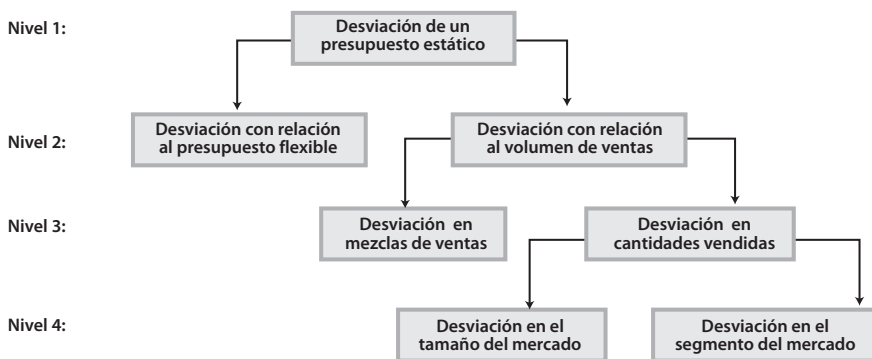 Nivel 1:
Desviación de un
presupuesto estático
Nivel 2:
Desviación con relación
al presupuesto flexible
Desviación con relación
al volumen de ventas
Nivel 3:
Desviación en
mezclas de ventas
Desviación en
cantidades vendidas
Nivel 4:
Desviación en el
tamaño del mercado
Desviación en el
segmento del mercado